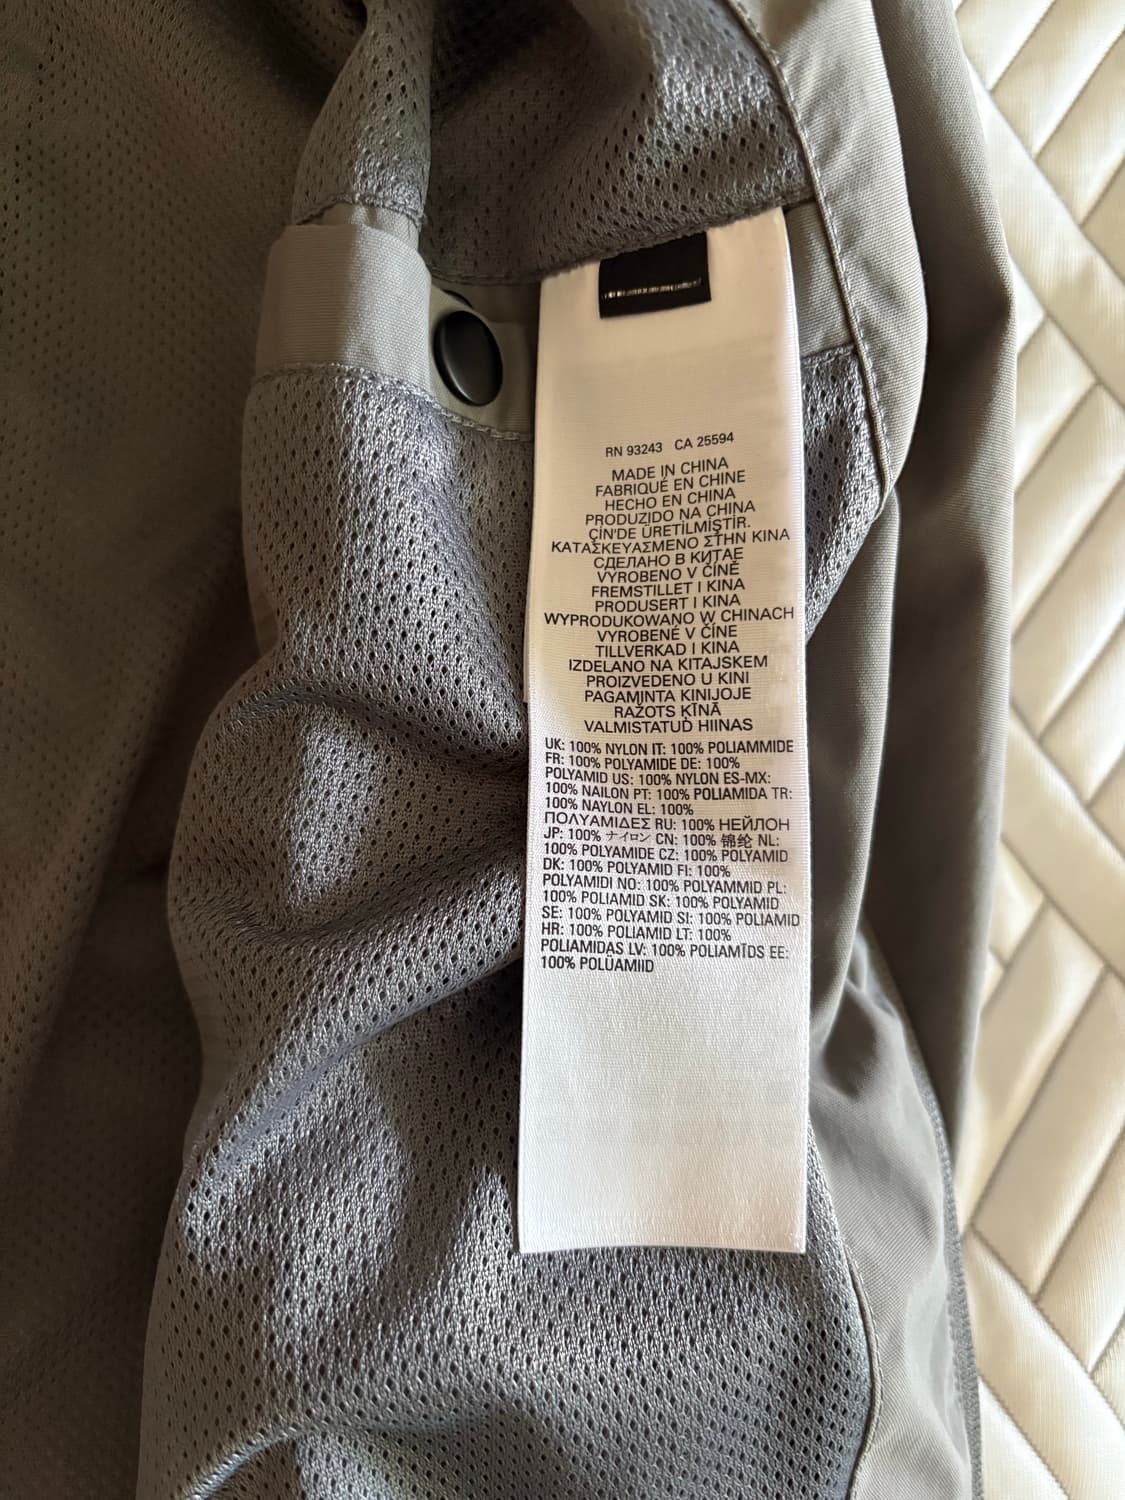 RN 93243 CA 25594
MADE IN CHINA
FABRIQUÉ EN CHINE
HECHO EN CHINA
PRODUZIDO NA CHINA
ÇİN'DE ÜRETİLMİŞTİR.
ΚΑΤΑΣΚΕΥΑΣΜΕΝΟ ΣΤΗΝ ΚΙΝΑ
СДЕЛАНО В КИТАЕ
VYROBENO V ČÍNĚ
FREMSTILLET I KINA
PRODUSERT I KINA
WYPRODUKOWANO W CHINACH
VYROBENÉ V ČÍNE
TILLVERKAD I KINA
IZDELANO NA KITAJSKEM
PROIZVEDENO U KINI
PAGAMINTA KINIJOJE
RAŽOTS ĶĪNĀ
VALMISTATUD HIINAS
UK: 100% NYLON IT: 100% POLIAMMIDE
FR: 100% POLYAMIDE DE: 100%
POLYAMID US: 100% NYLON ES-MX:
100% NAILON PT: 100% POLIAMIDA TR:
100% NAYLON EL: 100%
ΠΟΛΥΑΜΙΔΕΣ RU: 100% НЕЙЛОН
JP: 100% ナイロン CN: 100% 锦纶 NL:
100% POLYAMIDE CZ: 100% POLYAMID
DK: 100% POLYAMID FI: 100%
POLYAMIDI NO: 100% POLYAMMID PL:
100% POLIAMID SK: 100% POLYAMID
SE: 100% POLYAMID SI: 100% POLIAMID
HR: 100% POLIAMID LT: 100%
POLIAMIDAS LV: 100% POLIAMĪDS EE:
100% POLÜAMIID